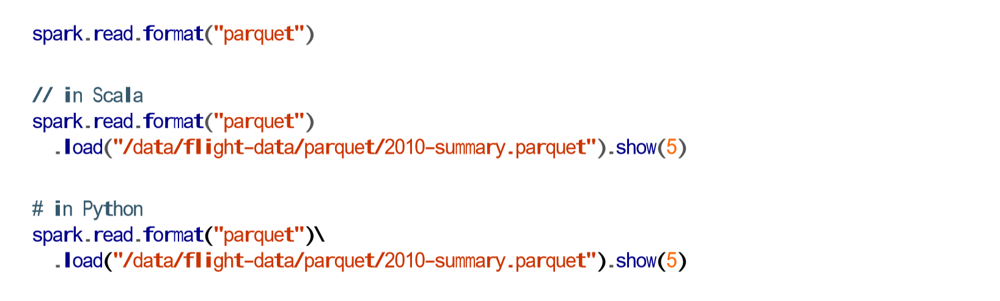 spark.read.format("parquet")
// in Scala
spark.read.format("parquet")
  .load("/data/flight-data/parquet/2010-summary.parquet").show(5)
# in Python
spark.read.format("parquet")\
  .load("/data/flight-data/parquet/2010-summary.parquet").show(5)